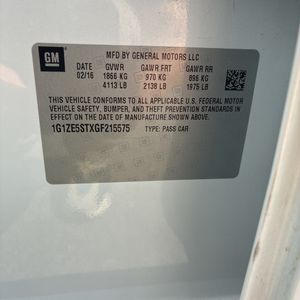 GM
MFD BY GENERAL MOTORS LLC
DATE GVWR GAWR FRT GAWR RR
02/16 1866 KG 970 KG 896 KG
4113 LB 2138 LB 1975 LB
THIS VEHICLE CONFORMS TO ALL APPLICABLE U.S. FEDERAL MOTOR
VEHICLE SAFETY, BUMPER, AND THEFT PREVENTION STANDARDS IN
EFFECT ON THE DATE OF MANUFACTURE SHOWN ABOVE.
1G1ZE5STXGF215575 TYPE: PASS CAR